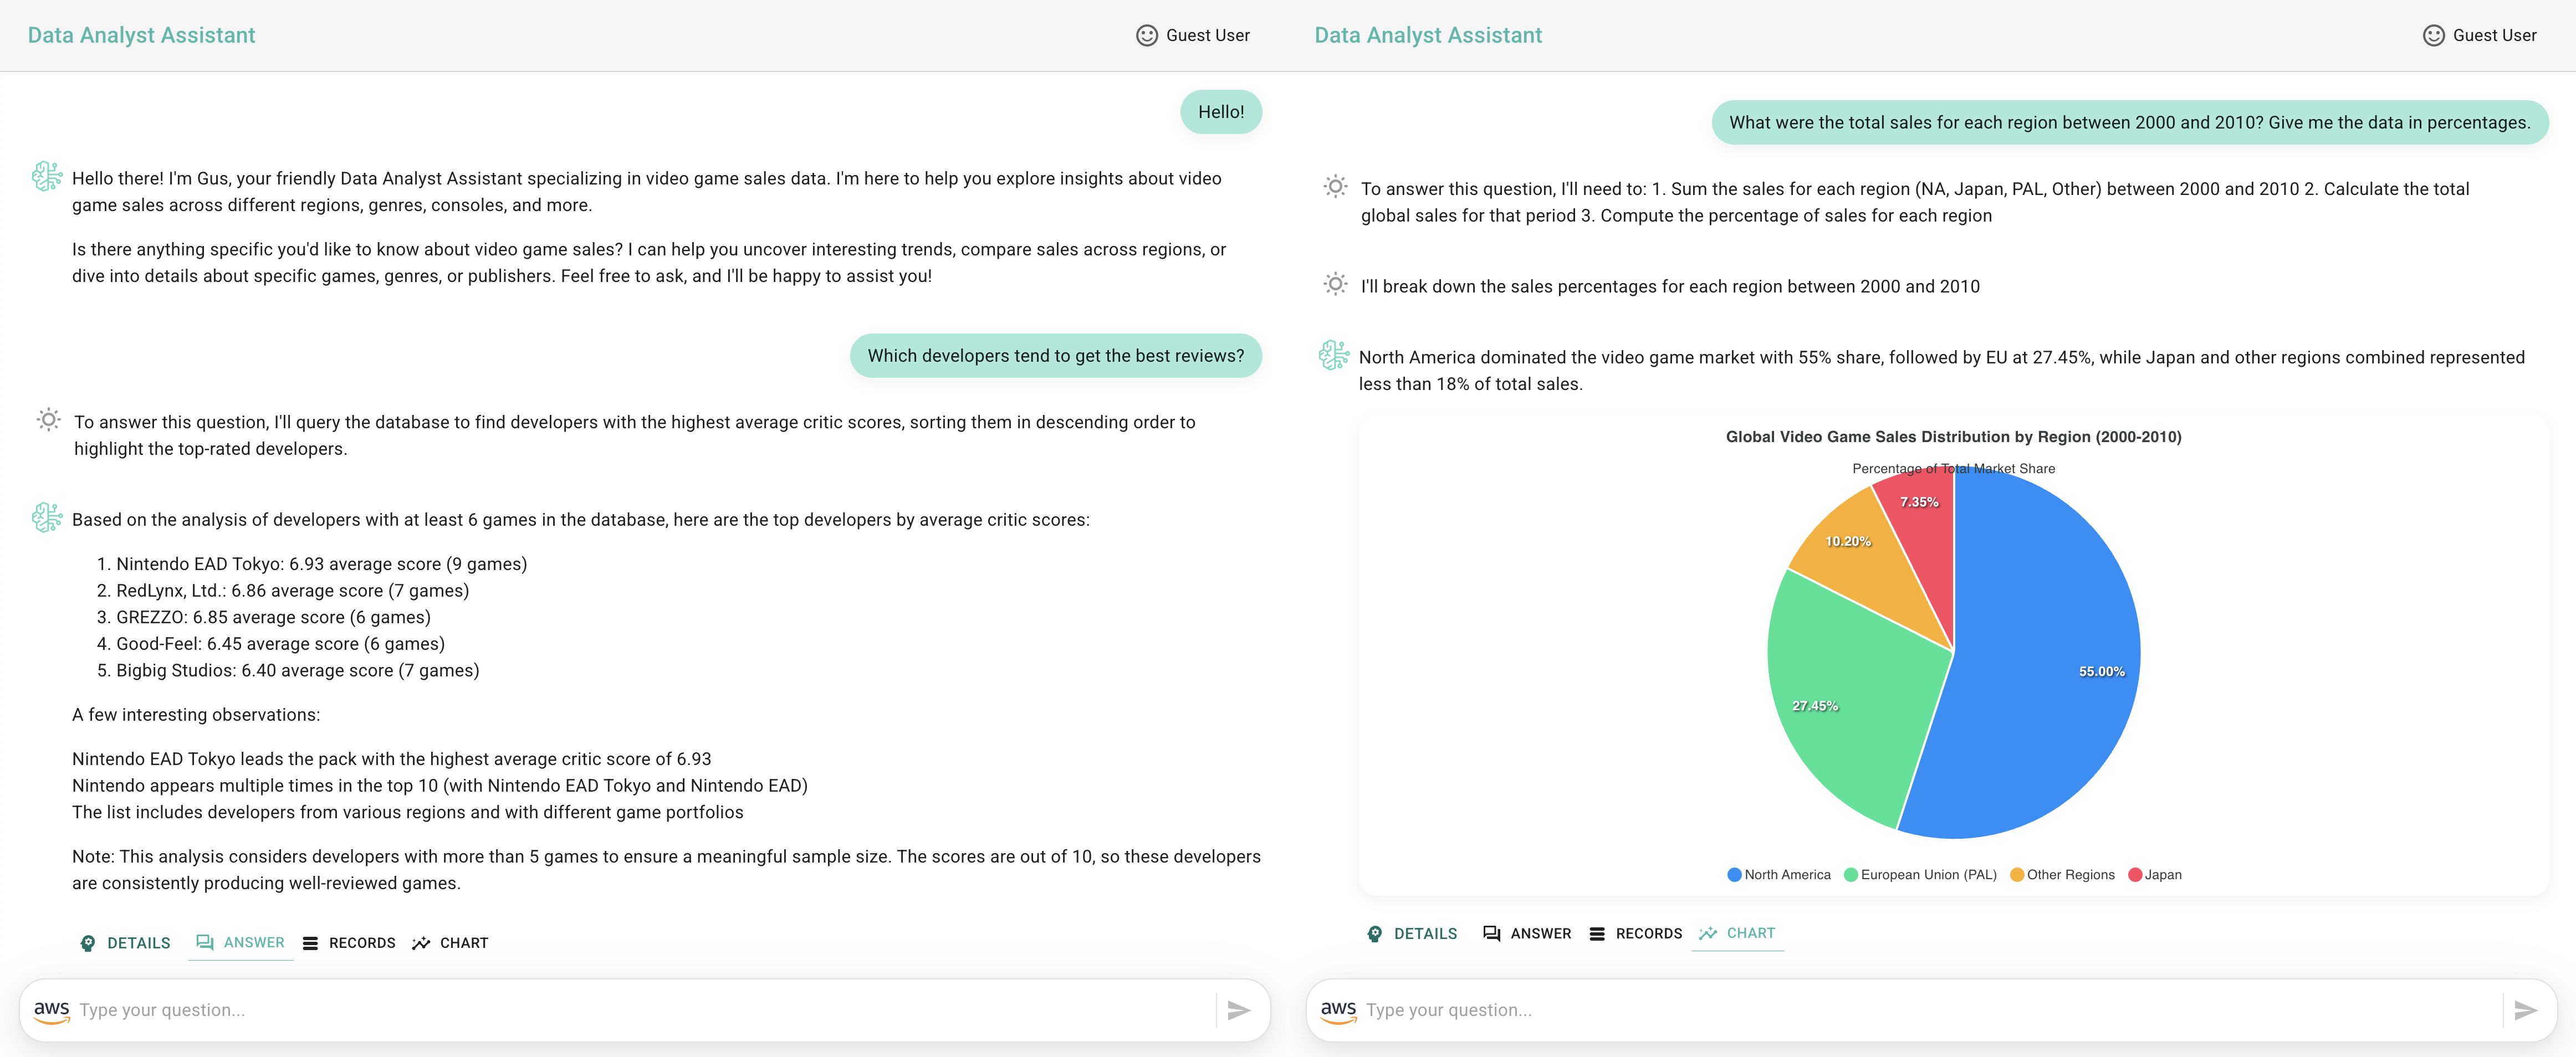 Data Analyst Assistant
Guest User
Hello!
Hello there! I'm Gus, your friendly Data Analyst Assistant specializing in video game sales data. I'm here to help you explore insights about video
game sales across different regions, genres, consoles, and more.
Is there anything specific you'd like to know about video game sales? I can help you uncover interesting trends, compare sales across regions, or
dive into details about specific games, genres, or publishers. Feel free to ask, and I'll be happy to assist you!
Which developers tend to get the best reviews?
To answer this question, I'll query the database to find developers with the highest average critic scores, sorting them in descending order to
highlight the top-rated developers.
Based on the analysis of developers with at least 6 games in the database, here are the top developers by average critic scores:
1. Nintendo EAD Tokyo: 6.93 average score (9 games)
2. RedLynx, Ltd.: 6.86 average score (7 games)
3. GREZZO: 6.85 average score (6 games)
4. Good-Feel: 6.45 average score (6 games)
5. Bigbig Studios: 6.40 average score (7 games)
A few interesting observations:
Nintendo EAD Tokyo leads the pack with the highest average critic score of 6.93
Nintendo appears multiple times in the top 10 (with Nintendo EAD Tokyo and Nintendo EAD)
The list includes developers from various regions and with different game portfolios
Note: This analysis considers developers with more than 5 games to ensure a meaningful sample size. The scores are out of 10, so these developers
are consistently producing well-reviewed games.
DETAILS ANSWER RECORDS CHART
aws Type your question...
Data Analyst Assistant
Guest User
What were the total sales for each region between 2000 and 2010? Give me the data in percentages.
To answer this question, I'll need to: 1. Sum the sales for each region (NA, Japan, PAL, Other) between 2000 and 2010 2. Calculate the total
global sales for that period 3. Compute the percentage of sales for each region
I'll break down the sales percentages for each region between 2000 and 2010
North America dominated the video game market with 55% share, followed by EU at 27.45%, while Japan and other regions combined represented
less than 18% of total sales.
Global Video Game Sales Distribution by Region (2000-2010)
Percentage of Total Market Share
7.35%
10.20%
55.00%
27.45%
North America European Union (PAL) Other Regions Japan
DETAILS ANSWER RECORDS CHART
aws Type your question...